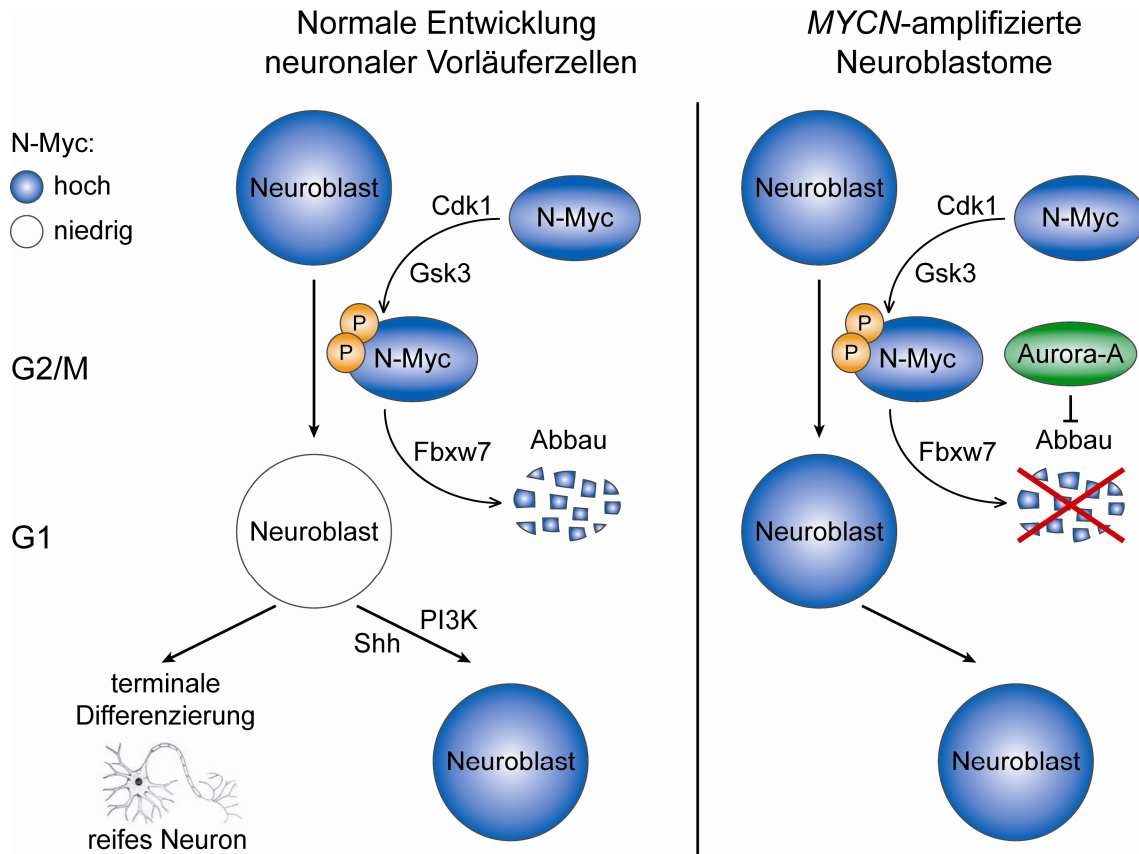 Normale Entwicklung
neuronaler Vorläuferzellen
MYCN-amplifizierte
Neuroblastome
N-Myc:
hoch
niedrig
Neuroblast
Cdk1
N-Myc
Gsk3
P
P
N-Myc
G2/M
Fbxw7
Abbau
Neuroblast
G1
PI3K
Shh
terminale
Differenzierung
reifes Neuron
Neuroblast
Neuroblast
Cdk1
N-Myc
Gsk3
P
P
N-Myc
Aurora-A
Fbxw7
Abbau
Neuroblast
Neuroblast